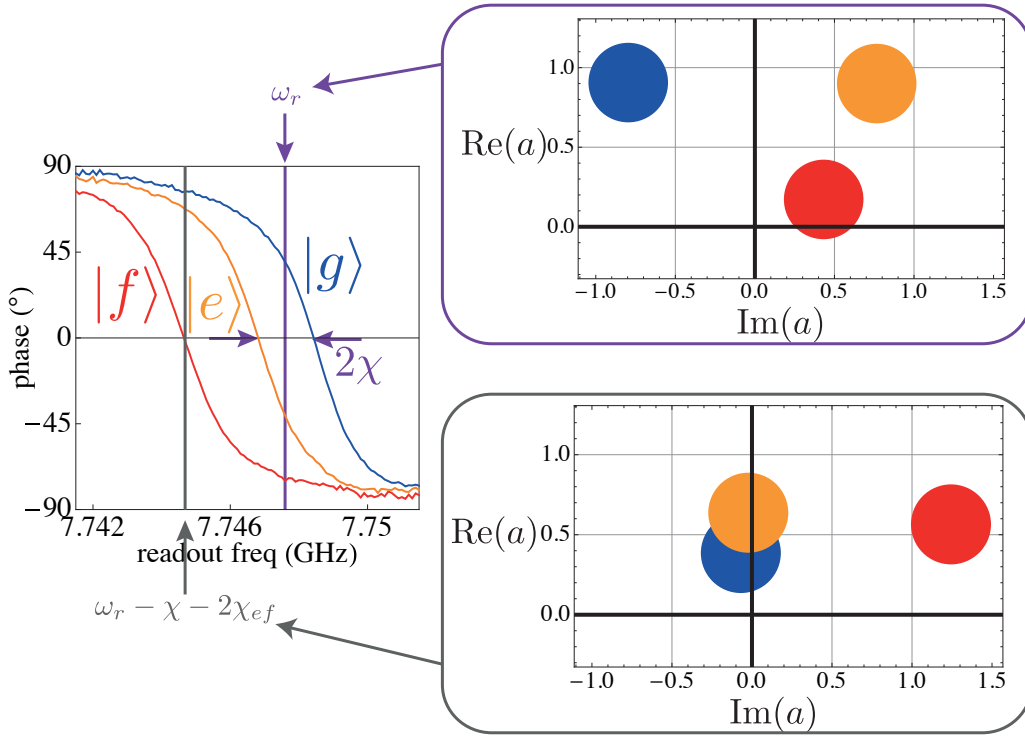 ω_r
90
45
0
−45
−90
phase (°)
|f⟩
|e⟩
|g⟩
2χ
7.742
7.746
7.75
readout freq (GHz)
ω_r − χ − 2χ_ef
1.0
0.5
0.0
Re(a)
−1.0
−0.5
0.0
0.5
1.0
1.5
Im(a)
1.0
0.5
0.0
Re(a)
−1.0
−0.5
0.0
0.5
1.0
1.5
Im(a)